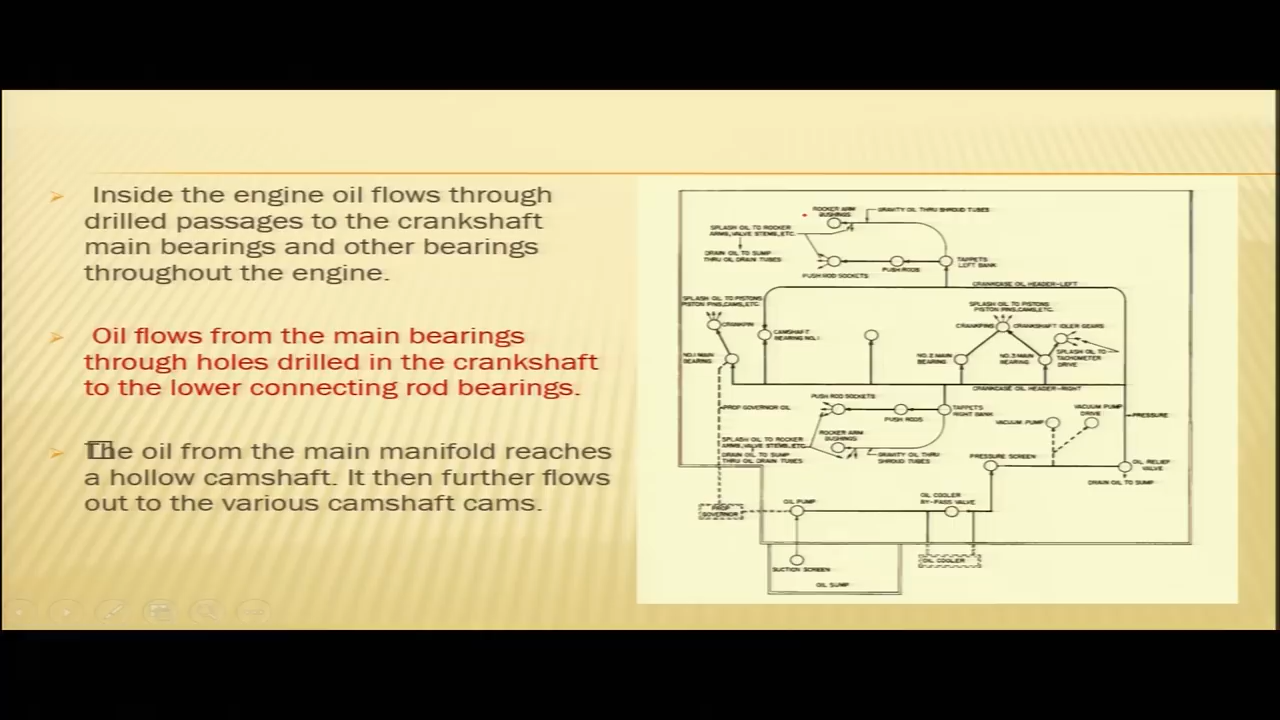 Inside the engine oil flows through
drilled passages to the crankshaft
main bearings and other bearings
throughout the engine.
Oil flows from the main bearings
through holes drilled in the crankshaft
to the lower connecting rod bearings.
The oil from the main manifold reaches
a hollow camshaft. It then further flows
out to the various camshaft cams.
ROCKER ARM
BUSHINGS
GRAVITY OIL THRU SHROUD TUBES
SPLASH OIL TO ROCKER
ARMS, VALVE STEMS, ETC.
DRAIN OIL TO SUMP
THRU OIL DRAIN TUBES
PUSH ROD SOCKETS
PUSH RODS
TAPPETS
LEFT BANK
CRANKCASE OIL HEADER-LEFT
SPLASH OIL TO PISTONS
PISTON PINS, CAMS, ETC.
CRANKPIN
CAMSHAFT
BEARING NO. 1
NO. 1 MAIN
BEARING
SPLASH OIL TO PISTONS
PISTON PINS, CAMS, ETC.
CRANKPINS
CRANKSHAFT IDLER GEARS
NO. 2 MAIN
BEARING
NO. 3 MAIN
BEARING
SPLASH OIL TO
TACHOMETER
DRIVE
CRANKCASE OIL HEADER-RIGHT
PROP GOVERNOR OIL
PUSH ROD SOCKETS
PUSH RODS
TAPPETS
RIGHT BANK
VACUUM PUMP
VACUUM PUMP
DRIVE
PRESSURE
ROCKER ARM
BUSHINGS
SPLASH OIL TO ROCKER
ARMS, VALVE STEMS, ETC.
DRAIN OIL TO SUMP
THRU OIL DRAIN TUBES
GRAVITY OIL THRU
SHROUD TUBES
PRESSURE SCREEN
OIL RELIEF
VALVE
DRAIN OIL TO SUMP
PROP
GOVERNOR
OIL PUMP
OIL COOLER
BY-PASS VALVE
OIL COOLER
SUCTION SCREEN
OIL SUMP